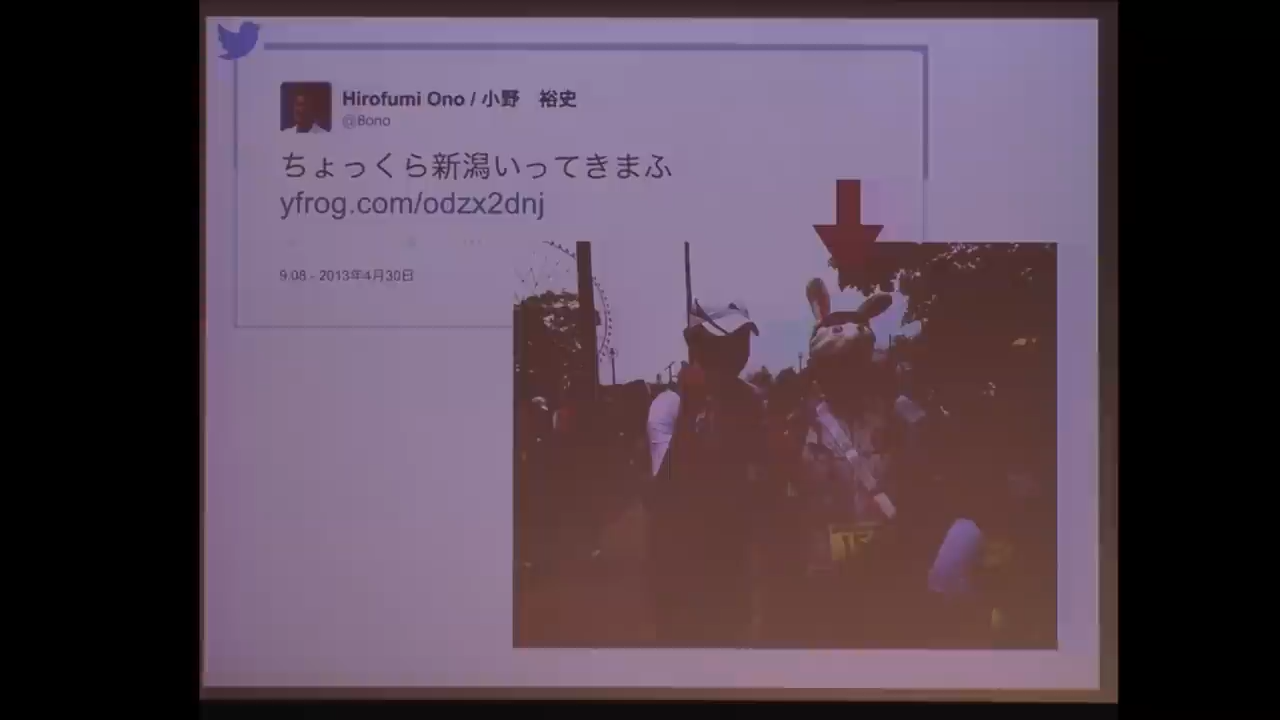 Hirofumi Ono / 小野　裕史
@Bono
ちょっくら新潟いってきまふ
yfrog.com/odzx2dnj
9:08 - 2013年4月30日